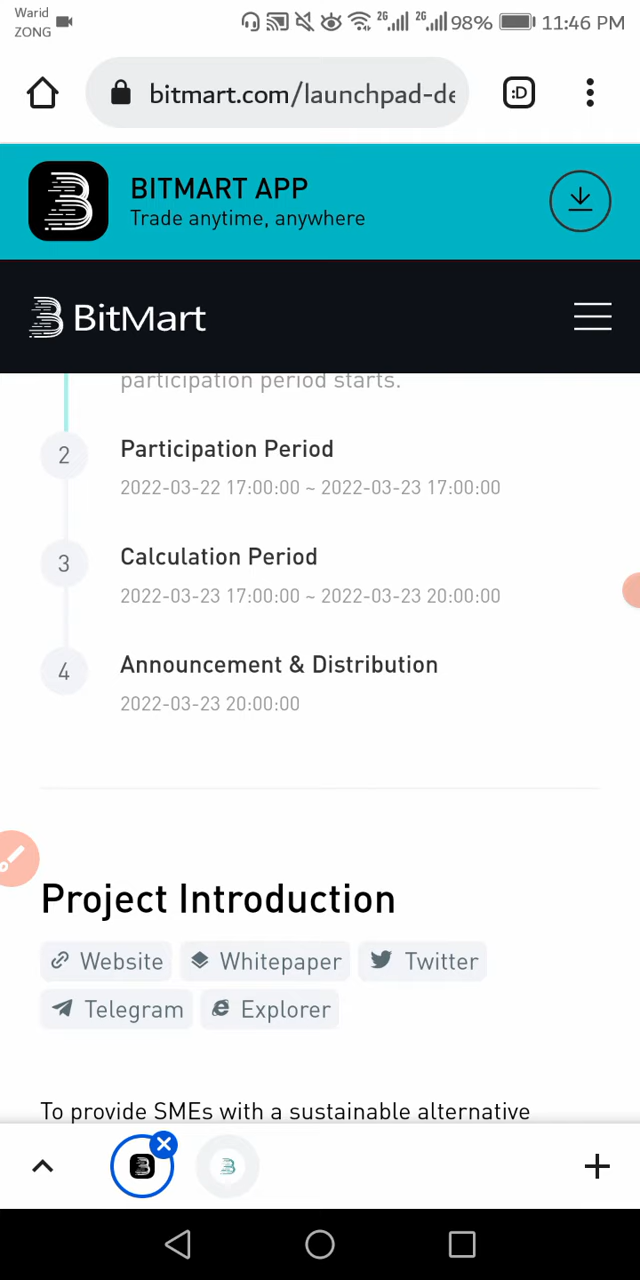 Warid
ZONG
2G 2G 98% 11:46 PM
bitmart.com/launchpad-de
:D
BITMART APP
Trade anytime, anywhere
BitMart
participation period starts.
2 Participation Period
2022-03-22 17:00:00 ~ 2022-03-23 17:00:00
3 Calculation Period
2022-03-23 17:00:00 ~ 2022-03-23 20:00:00
4 Announcement & Distribution
2022-03-23 20:00:00
Project Introduction
Website Whitepaper Twitter
Telegram Explorer
To provide SMEs with a sustainable alternative